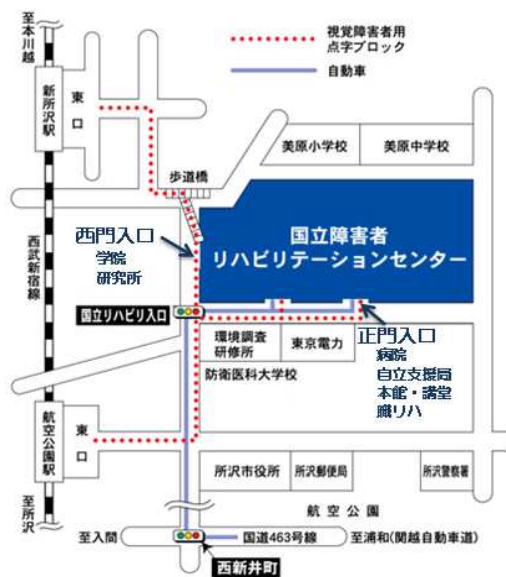 至本川越
視覚障害者用
点字ブロック
自動車
新所沢駅
東口
美原小学校
美原中学校
歩道橋
西武新宿線
西門入口
学院
研究所
国立障害者
リハビリテーションセンター
国立リハビリ入口
環境調査
研修所
東京電力
正門入口
病院
自立支援局
本館・講堂
職リハ
防衛医科大学校
航空公園駅
東口
所沢市役所
所沢郵便局
所沢警察署
至所沢
航空公園
至入間
国道463号線
至浦和(関越自動車道)
西新井町